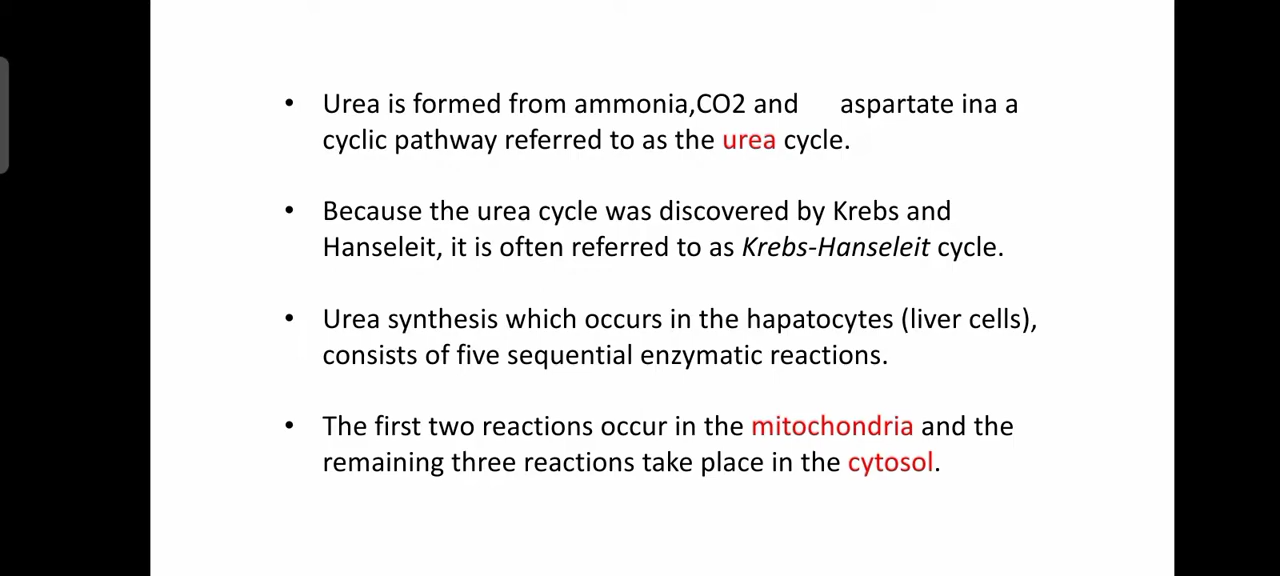 • Urea is formed from ammonia,CO2 and aspartate ina a
cyclic pathway referred to as the urea cycle.
• Because the urea cycle was discovered by Krebs and
Hanseleit, it is often referred to as Krebs-Hanseleit cycle.
• Urea synthesis which occurs in the hapatocytes (liver cells),
consists of five sequential enzymatic reactions.
• The first two reactions occur in the mitochondria and the
remaining three reactions take place in the cytosol.